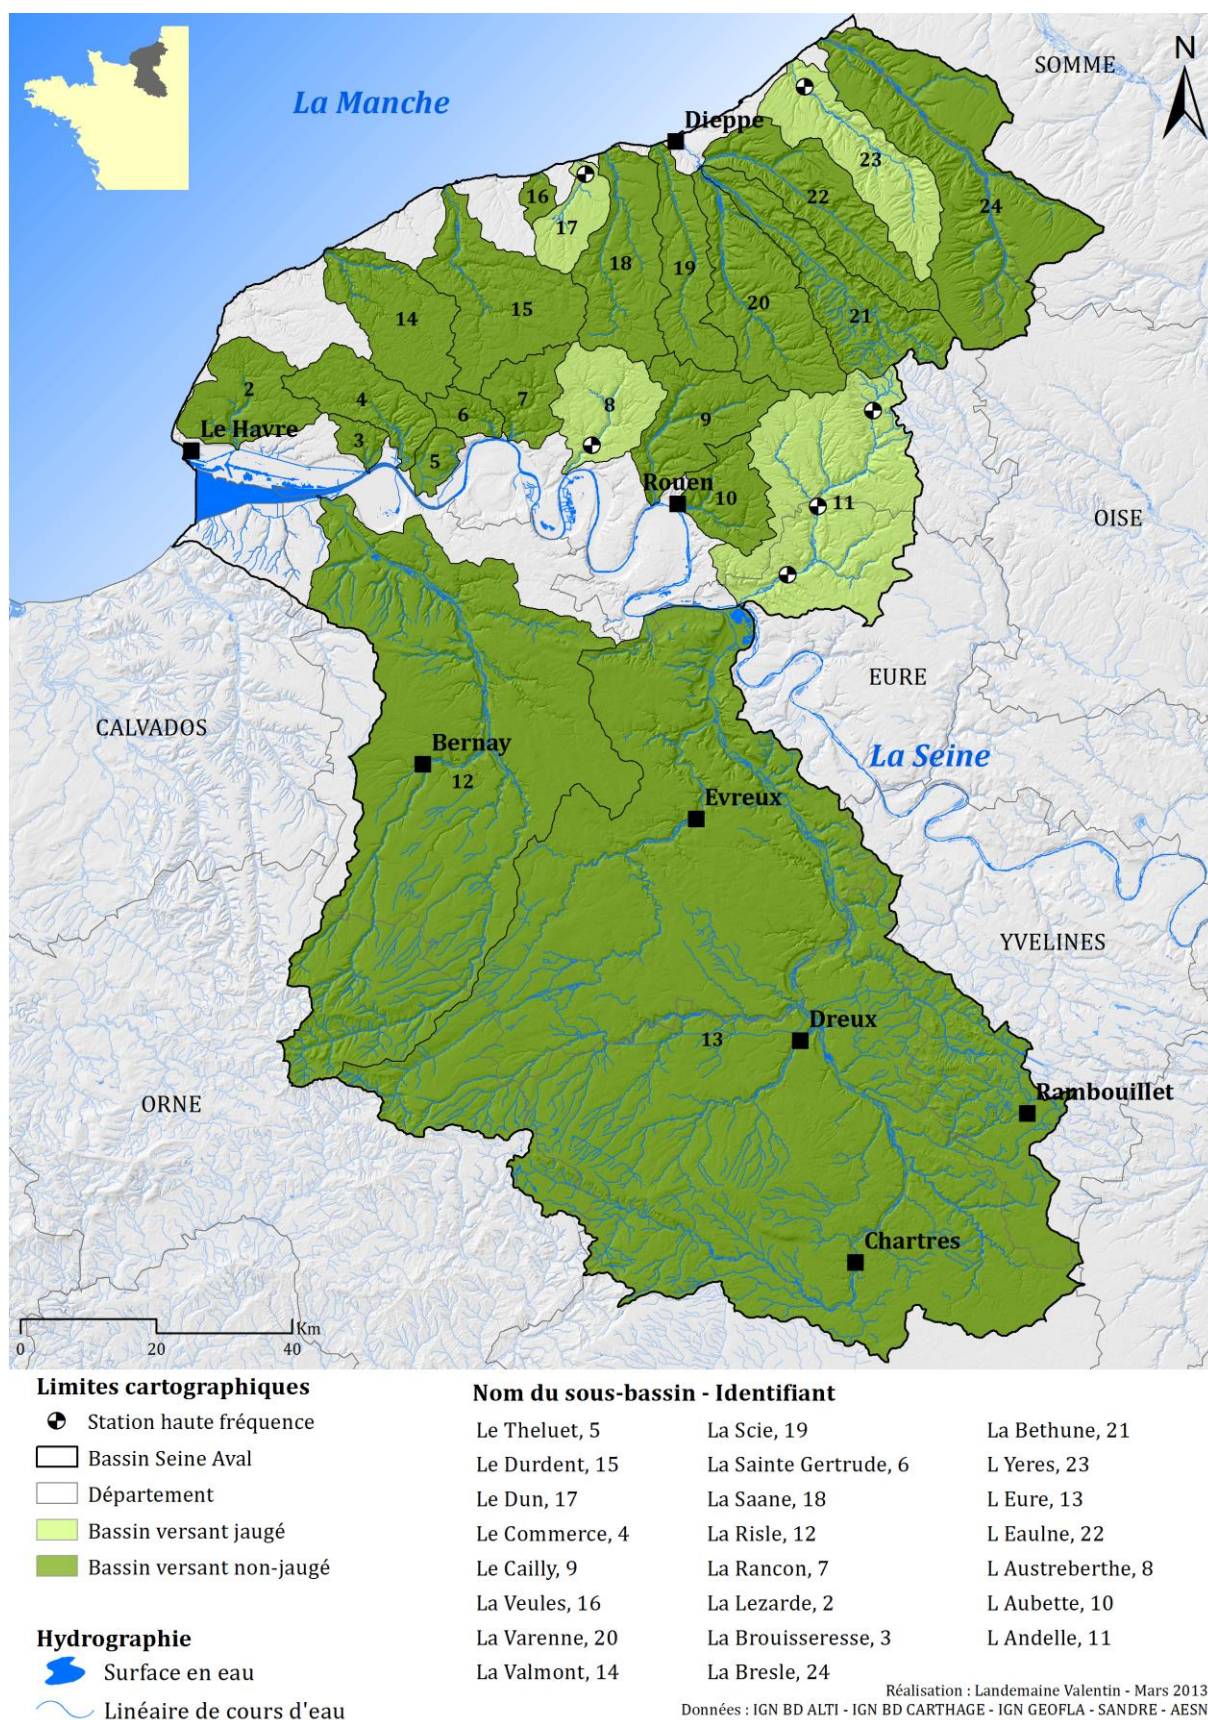 N
SOMME
La Manche
Dieppe
23
22
24
16
17
18
19
20
21
15
14
2
4
3
5
6
7
8
9
10
11
Le Havre
Rouen
OISE
EURE
CALVADOS
Bernay
12
La Seine
Evreux
YVELINES
Dreux
13
ORNE
Rambouillet
Chartres
Km
0 20 40
Limites cartographiques
Station haute fréquence
Bassin Seine Aval
Département
Bassin versant jaugé
Bassin versant non-jaugé
Hydrographie
Surface en eau
Linéaire de cours d'eau
Nom du sous-bassin - Identifiant
Le Theluet, 5
Le Durdent, 15
Le Dun, 17
Le Commerce, 4
Le Cailly, 9
La Veules, 16
La Varenne, 20
La Valmont, 14
La Scie, 19
La Sainte Gertrude, 6
La Saane, 18
La Risle, 12
La Rancon, 7
La Lezarde, 2
La Brouisseresse, 3
La Bresle, 24
La Bethune, 21
L Yeres, 23
L Eure, 13
L Eaulne, 22
L Austreberthe, 8
L Aubette, 10
L Andelle, 11
Réalisation : Landemaine Valentin - Mars 2013
Données : IGN BD ALTI - IGN BD CARTHAGE - IGN GEOFLA - SANDRE - AESN